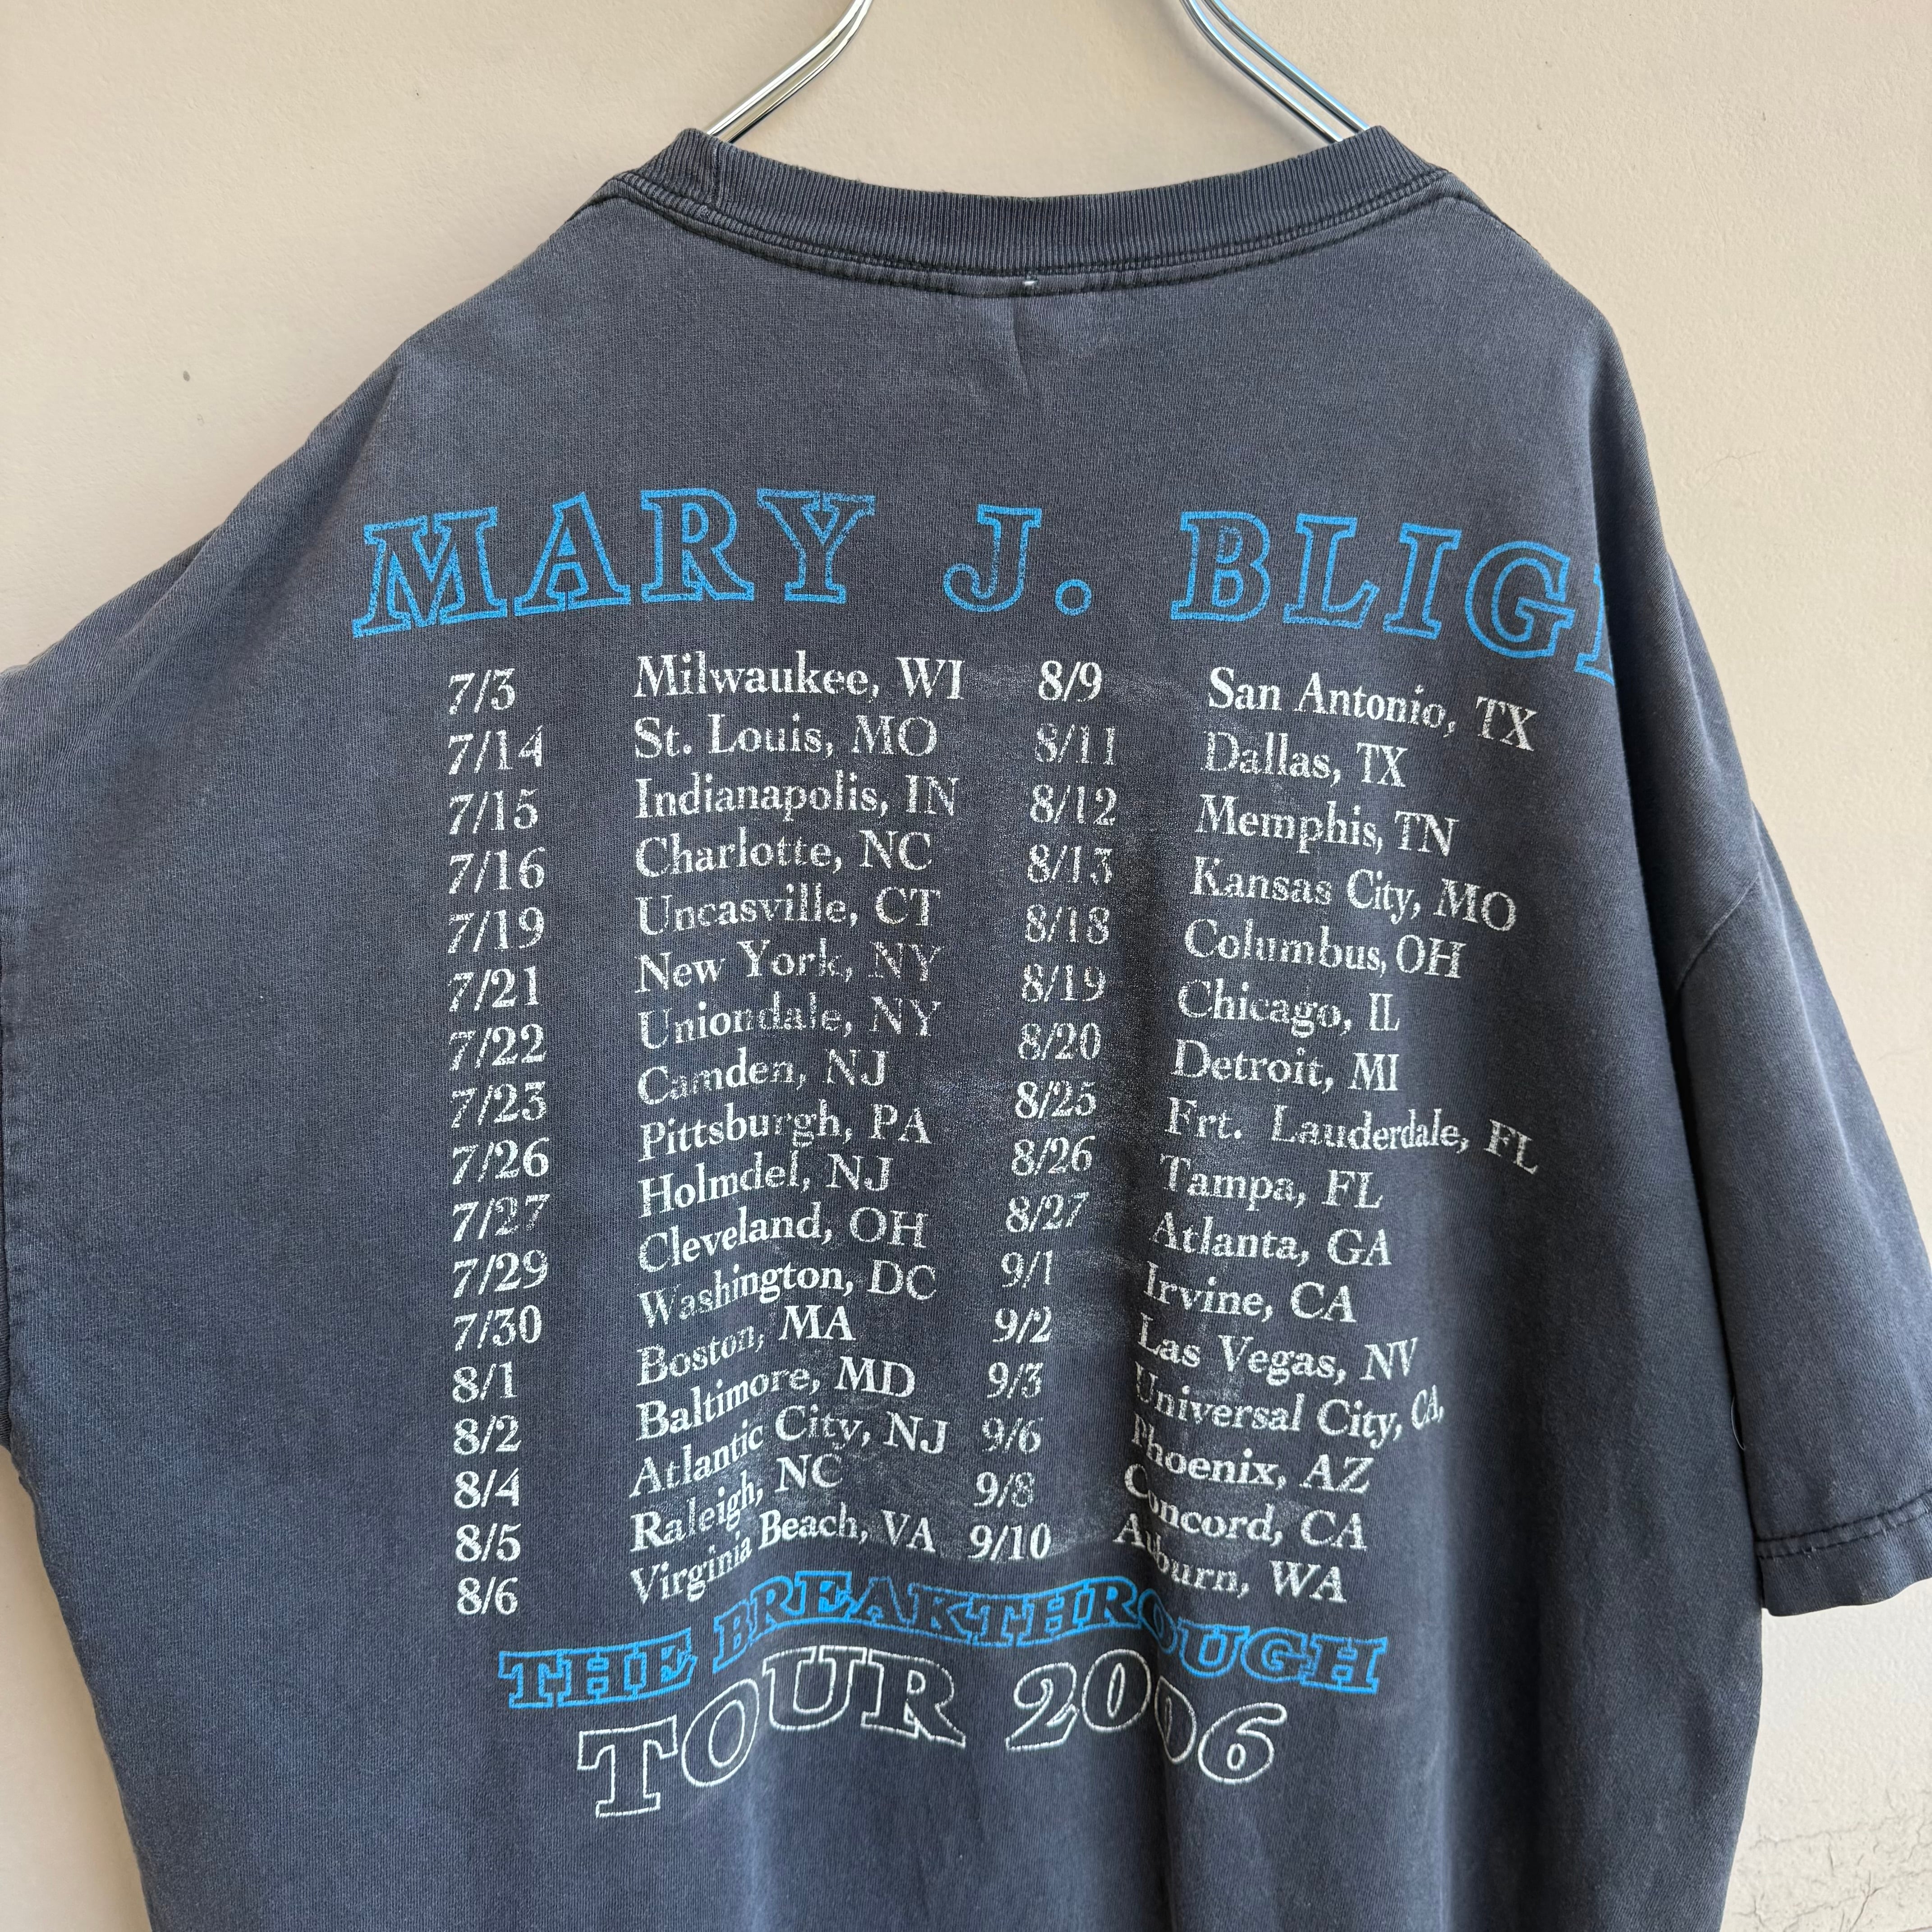 MARY J. BLIG
7/3 Milwaukee, WI
7/14 St. Louis, MO
7/15 Indianapolis, IN
7/16 Charlotte, NC
7/19 Uncasville, CT
7/21 New York, NY
7/22 Uniondale, NY
7/23 Camden, NJ
7/26 Pittsburgh, PA
7/27 Holmdel, NJ
7/29 Cleveland, OH
7/30 Washington, DC
8/1 Boston, MA
8/2 Baltimore, MD
8/4 Atlantic City, NJ
8/5 Raleigh, NC
8/6 Virginia Beach, VA
8/9 San Antonio, TX
8/11 Dallas, TX
8/12 Memphis, TN
8/13 Kansas City, MO
8/18 Columbus, OH
8/19 Chicago, IL
8/20 Detroit, MI
8/25 Frt. Lauderdale, FL
8/26 Tampa, FL
8/27 Atlanta, GA
9/1 Irvine, CA
9/2 Las Vegas, NV
9/3 Universal City, CA,
9/6 Phoenix, AZ
9/8 Concord, CA
9/10 Auburn, WA
THE BREAKTHROUGH
TOUR 2006